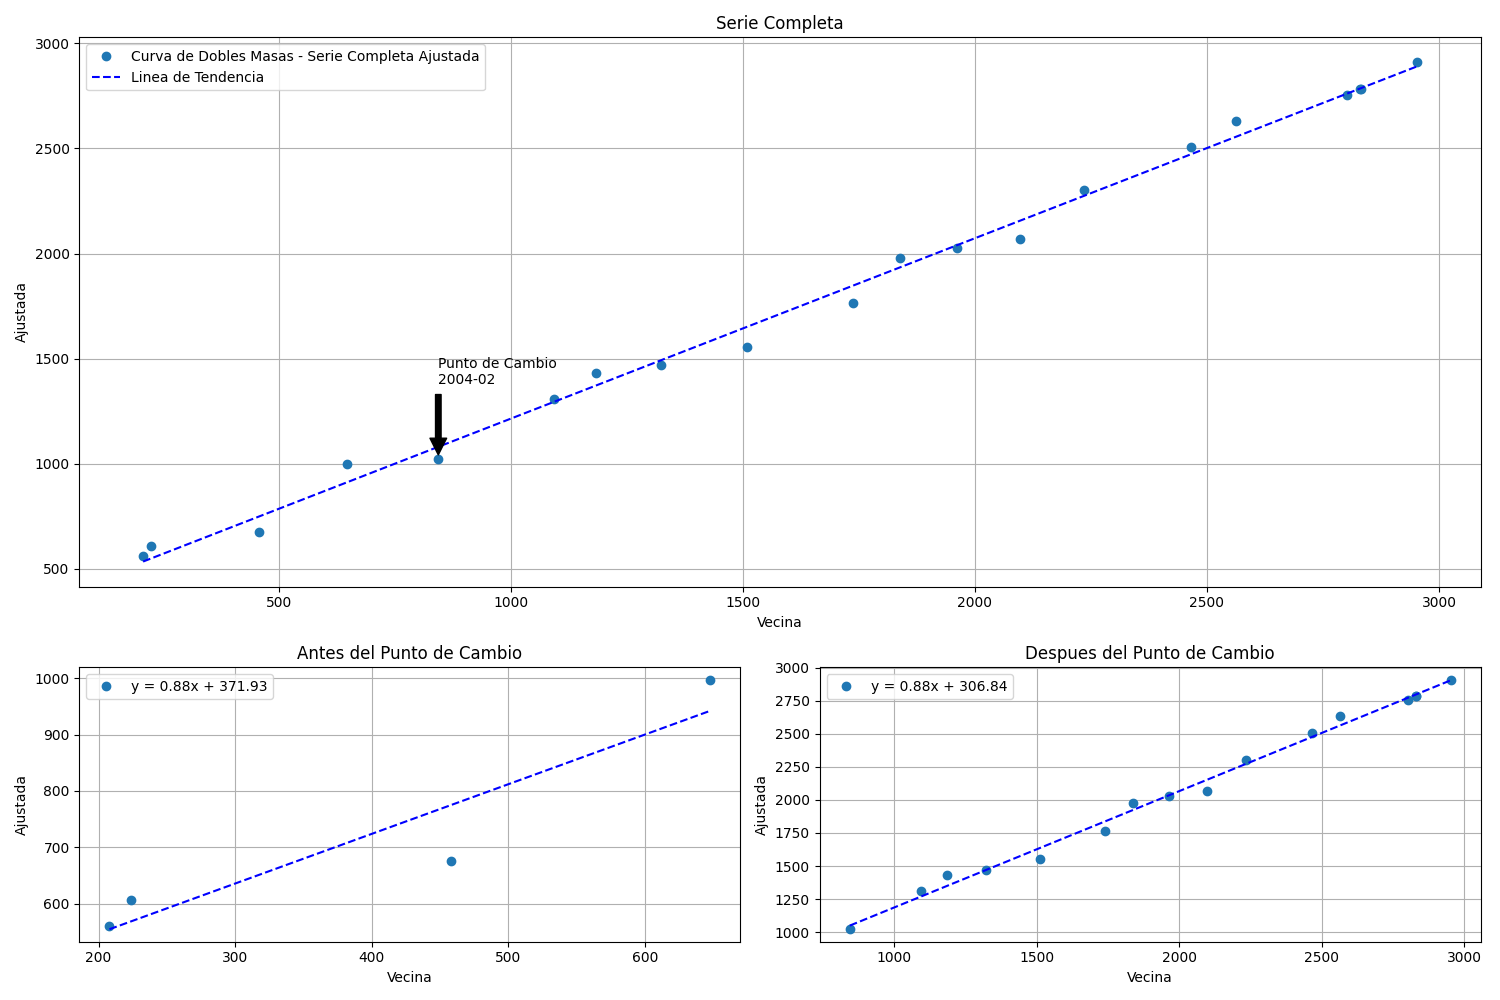 Serie Completa
Curva de Dobles Masas - Serie Completa Ajustada
Linea de Tendencia
3000
2500
2000
1500
1000
500
Ajustada
Punto de Cambio
2004-02
500
1000
1500
2000
2500
3000
Vecina
Antes del Punto de Cambio
y = 0.88x + 371.93
1000
900
800
700
600
Ajustada
200
300
400
500
600
Vecina
Despues del Punto de Cambio
y = 0.88x + 306.84
3000
2750
2500
2250
2000
1750
1500
1250
1000
Ajustada
1000
1500
2000
2500
3000
Vecina